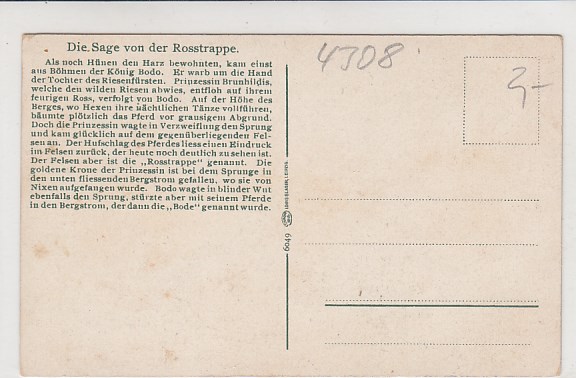 Die Sage von der Rosstrappe.
Als noch Hünen den Harz bewohnten, kam einst
aus Böhmen der König Bodo. Er warb um die Hand
der Tochter des Riesenfürsten. Prinzessin Brunhildis,
welche den wilden Riesen abwies, entfloh auf ihrem
feurigen Ross, verfolgt von Bodo. Auf der Höhe des
Berges, wo Hexen ihre nächtlichen Tänze vollführen,
bäumte plötzlich das Pferd vor grausigem Abgrund.
Doch die Prinzessin wagte in Verzweiflung den Sprung
und kam glücklich auf dem gegenüberliegenden Fel-
sen an. Der Hufschlag des Pferdes liess einen Eindruck
im Felsen zurück, der heute noch deutlich zu sehen ist.
Der Felsen aber ist die „Rosstrappe" genannt. Die
goldene Krone der Prinzessin ist bei dem Sprunge in
den unten fliessenden Bergstrom gefallen, wo sie von
Nixen aufgefangen wurde. Bodo wagte in blinder Wut
ebenfalls den Sprung, stürzte aber mit seinem Pferde
in den Bergstrom, der dann die „Bode" genannt wurde.
6049
4308